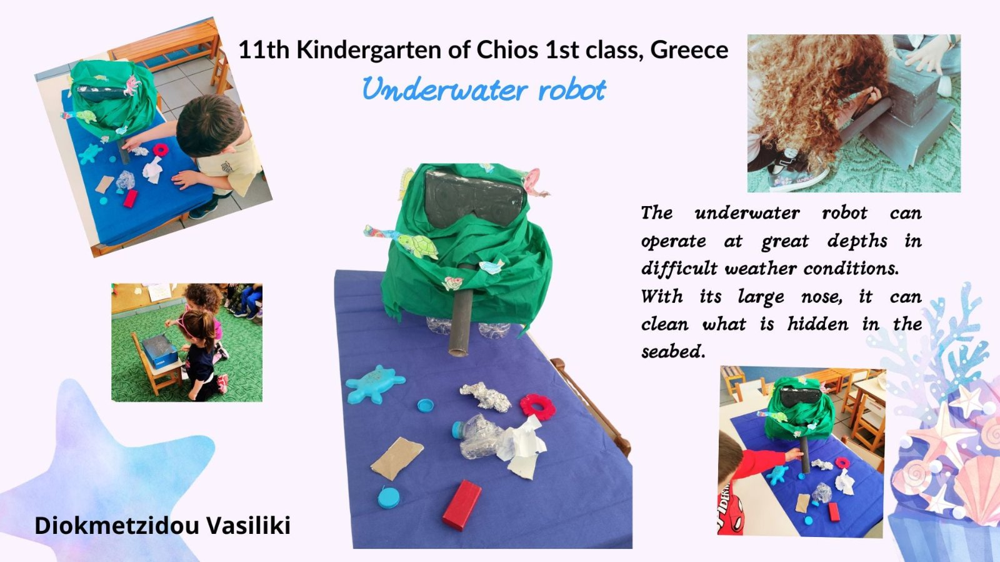 11th Kindergarten of Chios 1st class, Greece
Underwater robot
The underwater robot can
operate at great depths in
difficult weather conditions.
With its large nose, it can
clean what is hidden in the
seabed.
Diokmetzidou Vasiliki